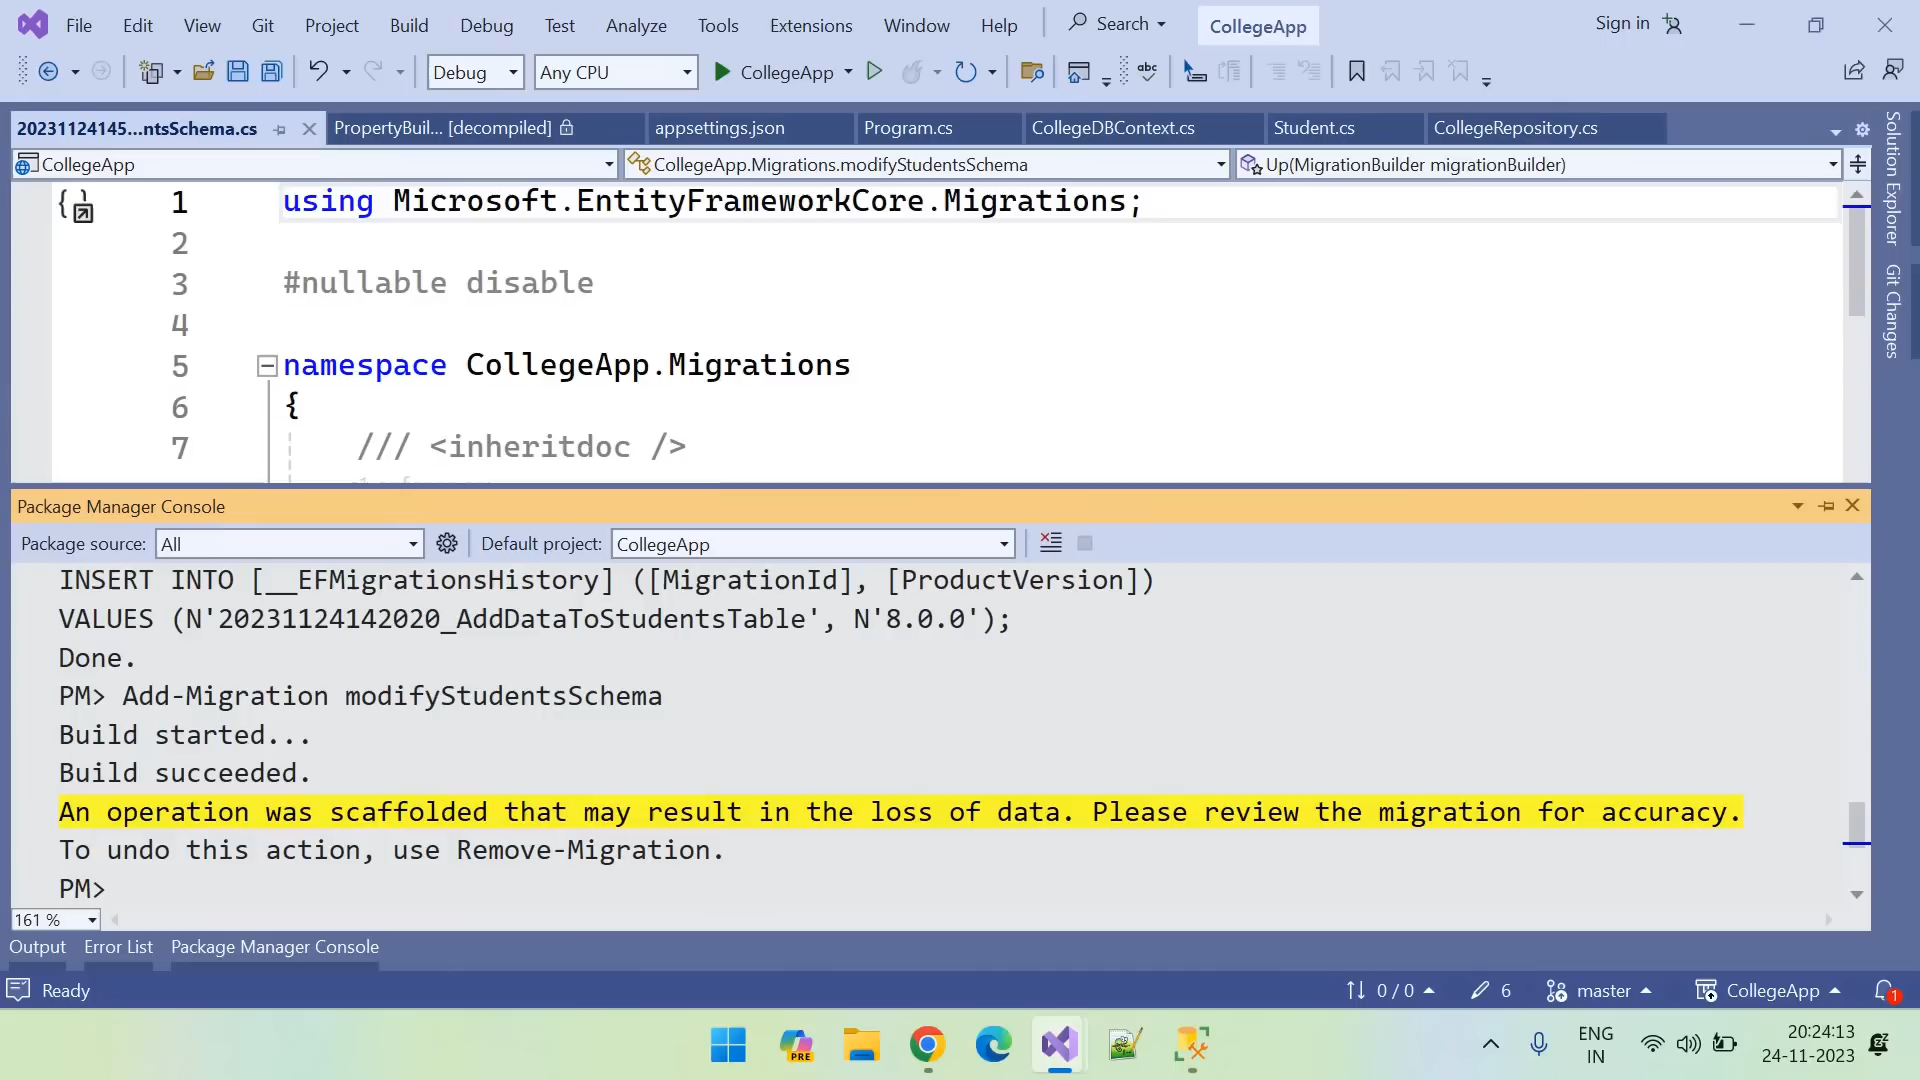 File Edit View Git Project Build Debug Test Analyze Tools Extensions Window Help Search CollegeApp Sign in
Debug Any CPU CollegeApp
20231124145...ntsSchema.cs PropertyBuil... [decompiled] appsettings.json Program.cs CollegeDBContext.cs Student.cs CollegeRepository.cs
CollegeApp CollegeApp.Migrations.modifyStudentsSchema Up(MigrationBuilder migrationBuilder)
1 using Microsoft.EntityFrameworkCore.Migrations;
2
3 #nullable disable
4
5 namespace CollegeApp.Migrations
6 {
7 /// <inheritdoc />
Solution Explorer
Git Changes
Package Manager Console
Package source: All Default project: CollegeApp
INSERT INTO [__EFMigrationsHistory] ([MigrationId], [ProductVersion])
VALUES (N'20231124142020_AddDataToStudentsTable', N'8.0.0');
Done.
PM> Add-Migration modifyStudentsSchema
Build started...
Build succeeded.
An operation was scaffolded that may result in the loss of data. Please review the migration for accuracy.
To undo this action, use Remove-Migration.
PM>
161 %
Output Error List Package Manager Console
Ready 0 / 0 6 master CollegeApp 1
PRE
ENG
IN
20:24:13
24-11-2023